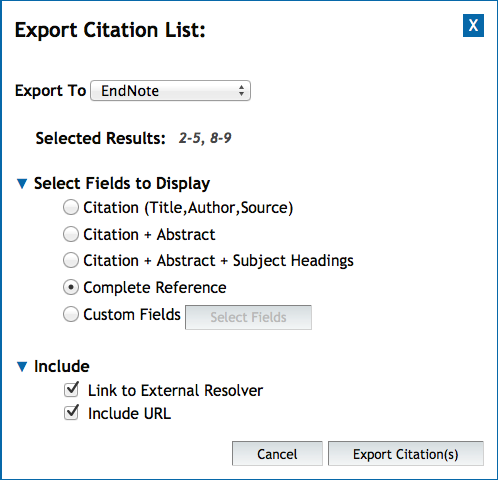 Export Citation List:
X
Export To EndNote
Selected Results: 2-5, 8-9
Select Fields to Display
Citation (Title,Author,Source)
Citation + Abstract
Citation + Abstract + Subject Headings
Complete Reference
Custom Fields Select Fields
Include
Link to External Resolver
Include URL
Cancel Export Citation(s)